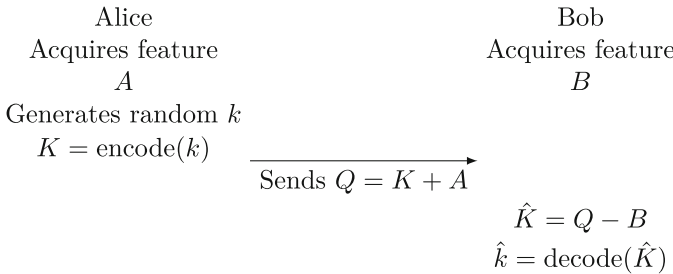 Alice
Acquires feature
A
Generates random k
K = encode(k)
Bob
Acquires feature
B
Sends Q = K + A
K̂ = Q − B
k̂ = decode(K̂)